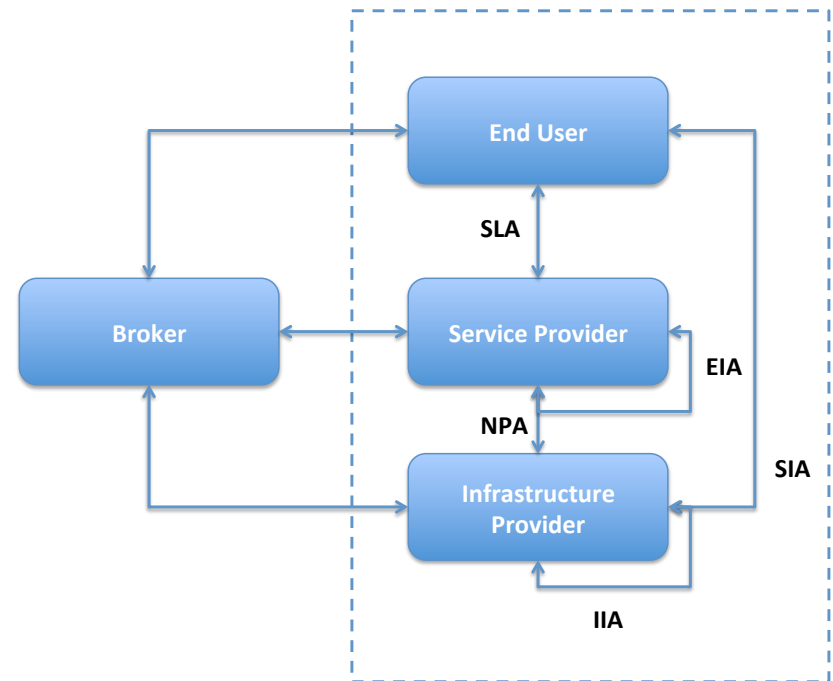 End User
SLA
Broker
Service Provider
EIA
NPA
SIA
Infrastructure
Provider
IIA